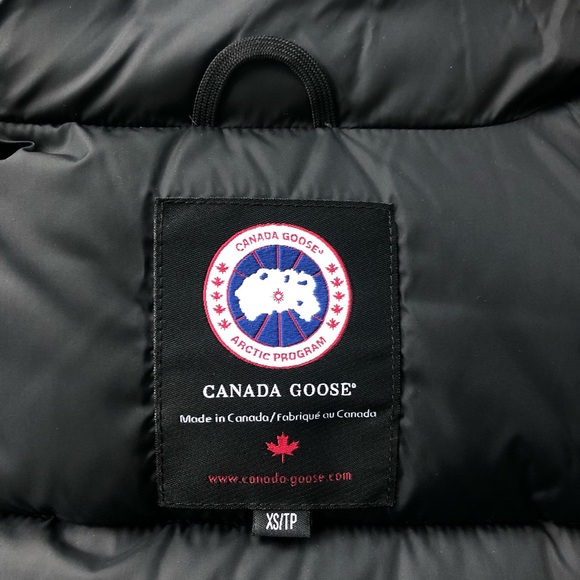 CANADA GOOSE®
ARCTIC PROGRAM
CANADA GOOSE®
Made in Canada/Fabriqué au Canada
www.canada-goose.com
XS/TP